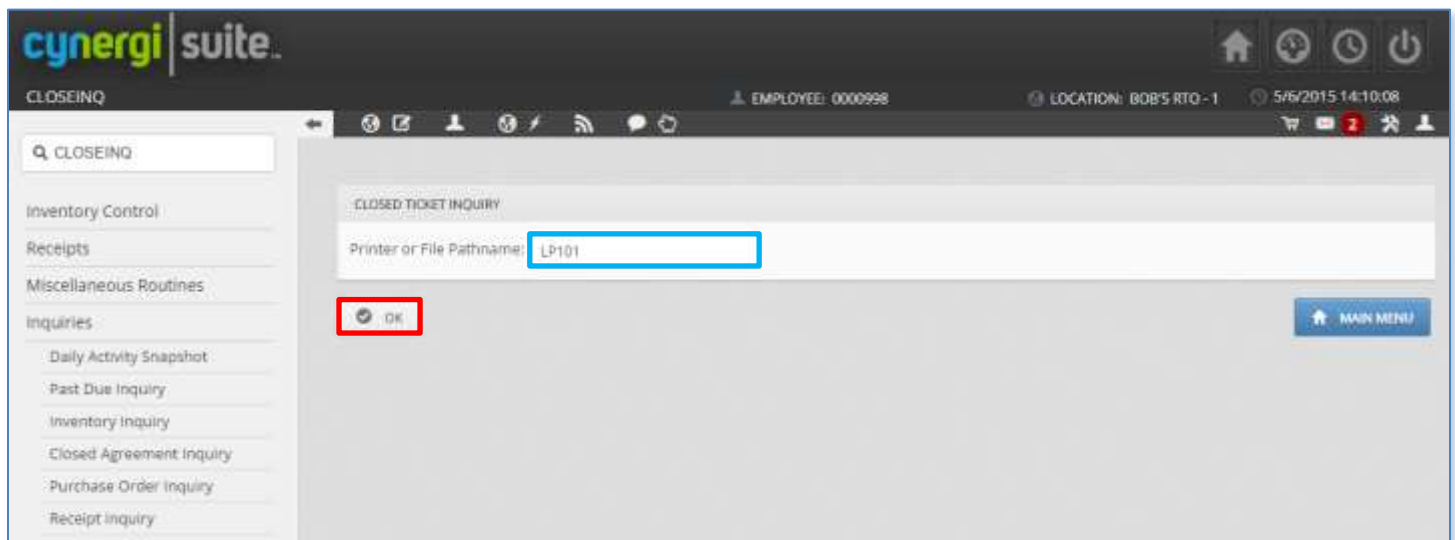 cynergi suite
CLOSEINQ
EMPLOYEE: 0000998
LOCATION: BOB'S RTO - 1
5/6/2015 14:10:08
2
CLOSEINQ
Inventory Control
Receipts
Miscellaneous Routines
Inquiries
Daily Activity Snapshot
Past Due Inquiry
Inventory Inquiry
Closed Agreement Inquiry
Purchase Order Inquiry
Receipt Inquiry
CLOSED TICKET INQUIRY
Printer or File Pathname: LP101
OK
MAIN MENU